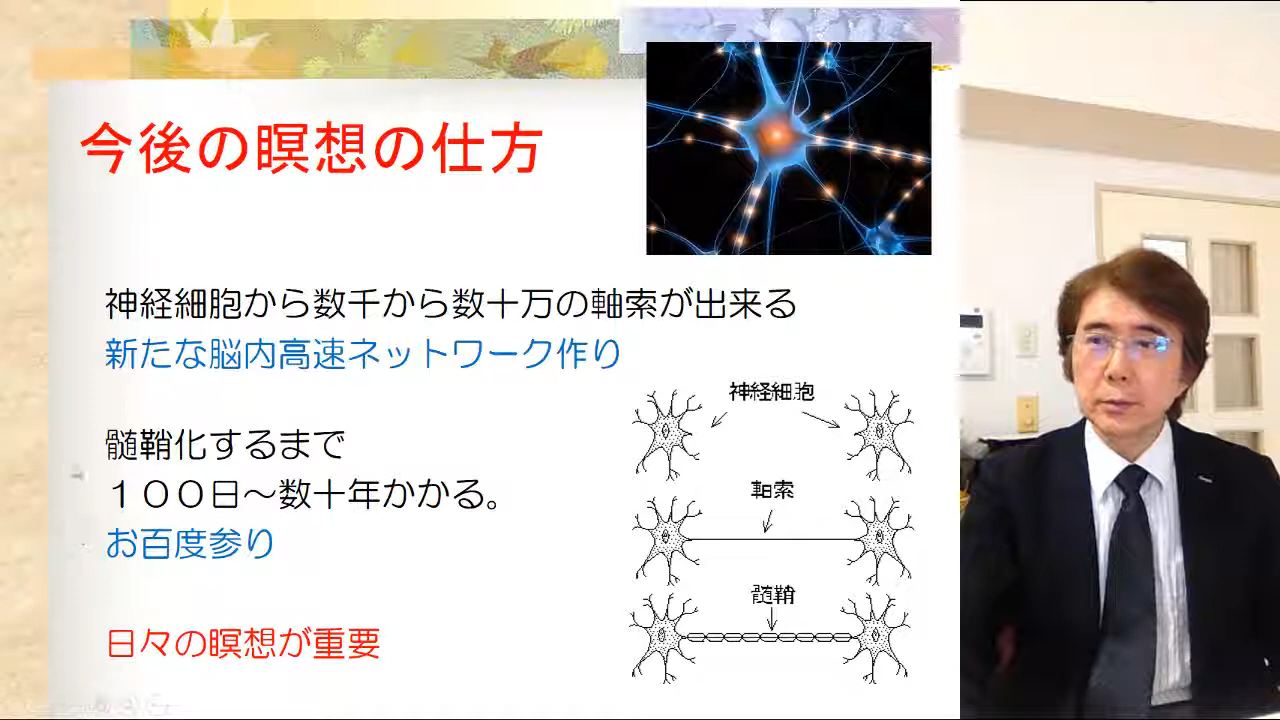 今後の瞑想の仕方
神経細胞から数千から数十万の軸索が出来る
新たな脳内高速ネットワーク作り
髄鞘化するまで
１００日～数十年かかる。
お百度参り
日々の瞑想が重要
神経細胞
軸索
髄鞘